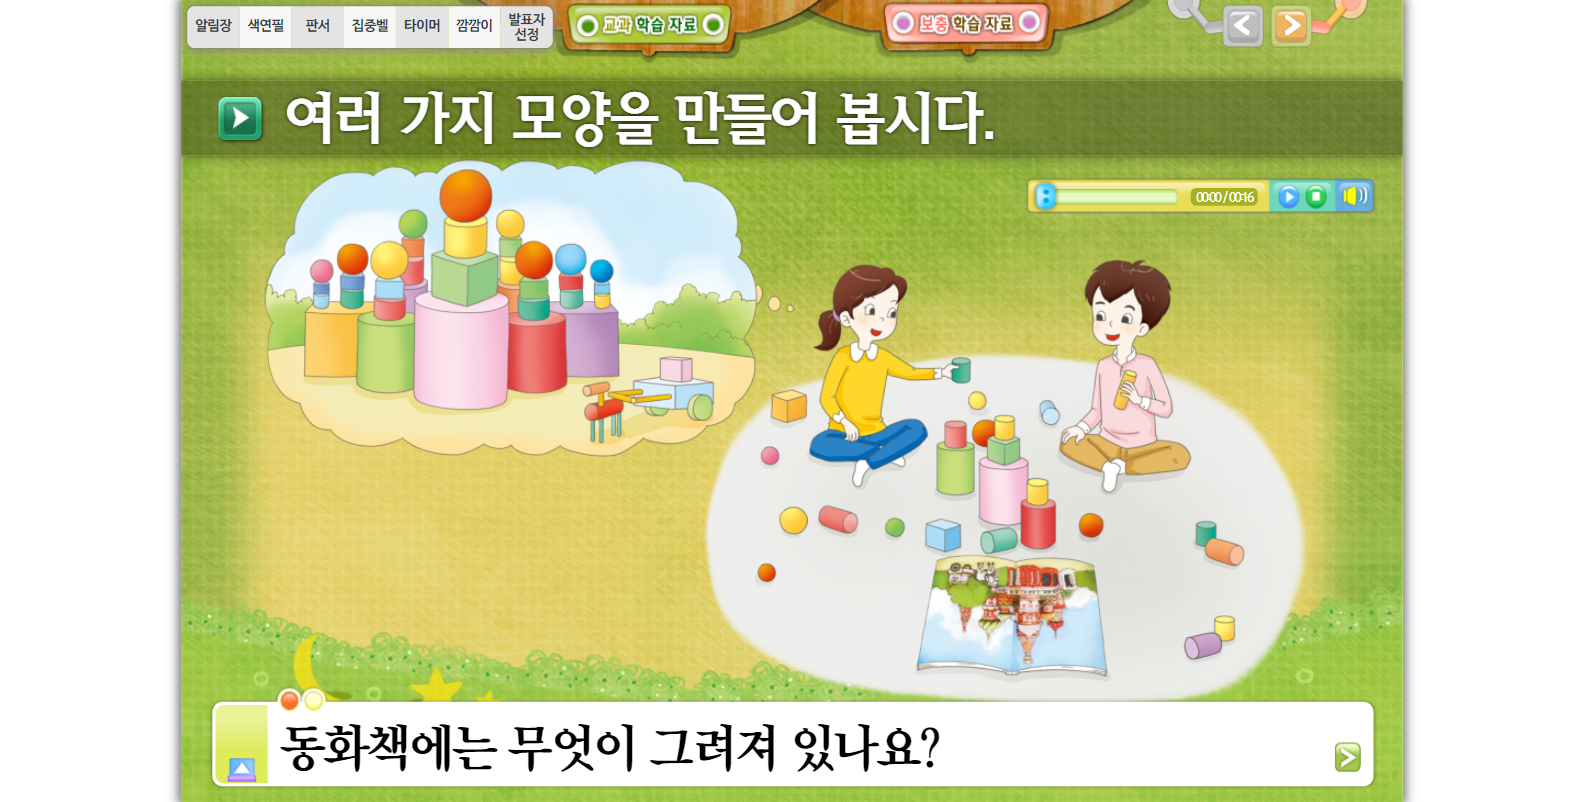 알림장 색연필 판서 집중벨 타이머 깜깜이 발표자
선정
교과 학습 자료
보충 학습 자료
여러 가지 모양을 만들어 봅시다.
00:00 / 00:16
동화책에는 무엇이 그려져 있나요?